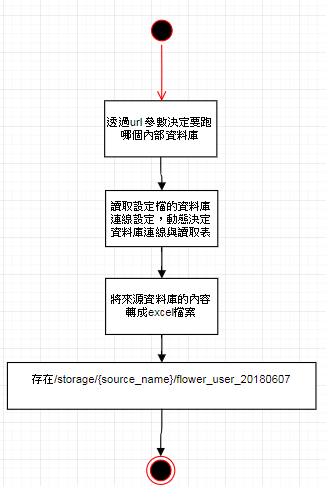 透過url 參數決定要跑
哪個內部資料庫
讀取設定檔的資料庫
連線設定，動態決定
資料庫連線與讀取表
將來源資料庫的內容
轉成excel檔案
存在/storage/{source_name}/flower_user_20180607